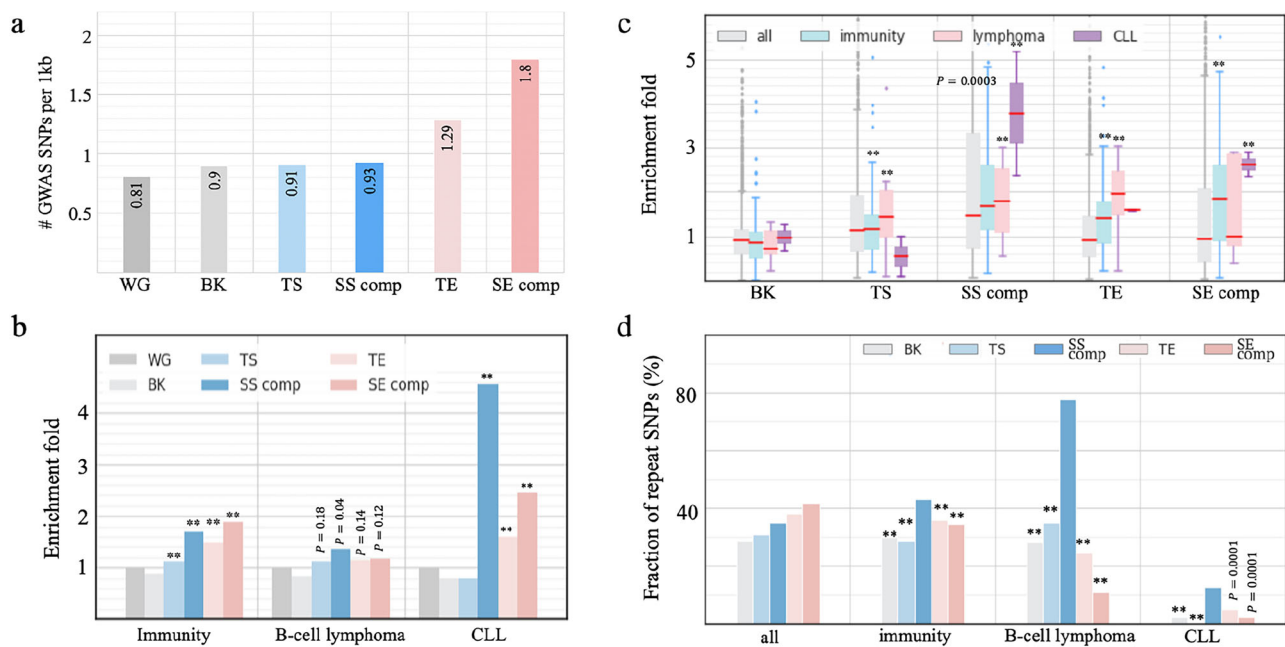 a
# GWAS SNPs per 1kb
2
1.5
1
0.5
0.81
0.9
0.91
0.93
1.29
1.8
WG BK TS SS comp TE SE comp
b
Enrichment fold
4
3
2
1
WG TS TE
BK SS comp SE comp
** ** ** **
P = 0.18 P = 0.04 P = 0.14 P = 0.12
** ** **
Immunity B-cell lymphoma CLL
c
Enrichment fold
5
3
1
all immunity lymphoma CLL
P = 0.0003
** ** ** ** ** ** ** **
BK TS SS comp TE SE comp
d
Fraction of repeat SNPs (%)
80
40
BK TS SS comp TE SE comp
** ** ** **
** ** ** **
** ** P = 0.0001 P = 0.0001
all immunity B-cell lymphoma CLL